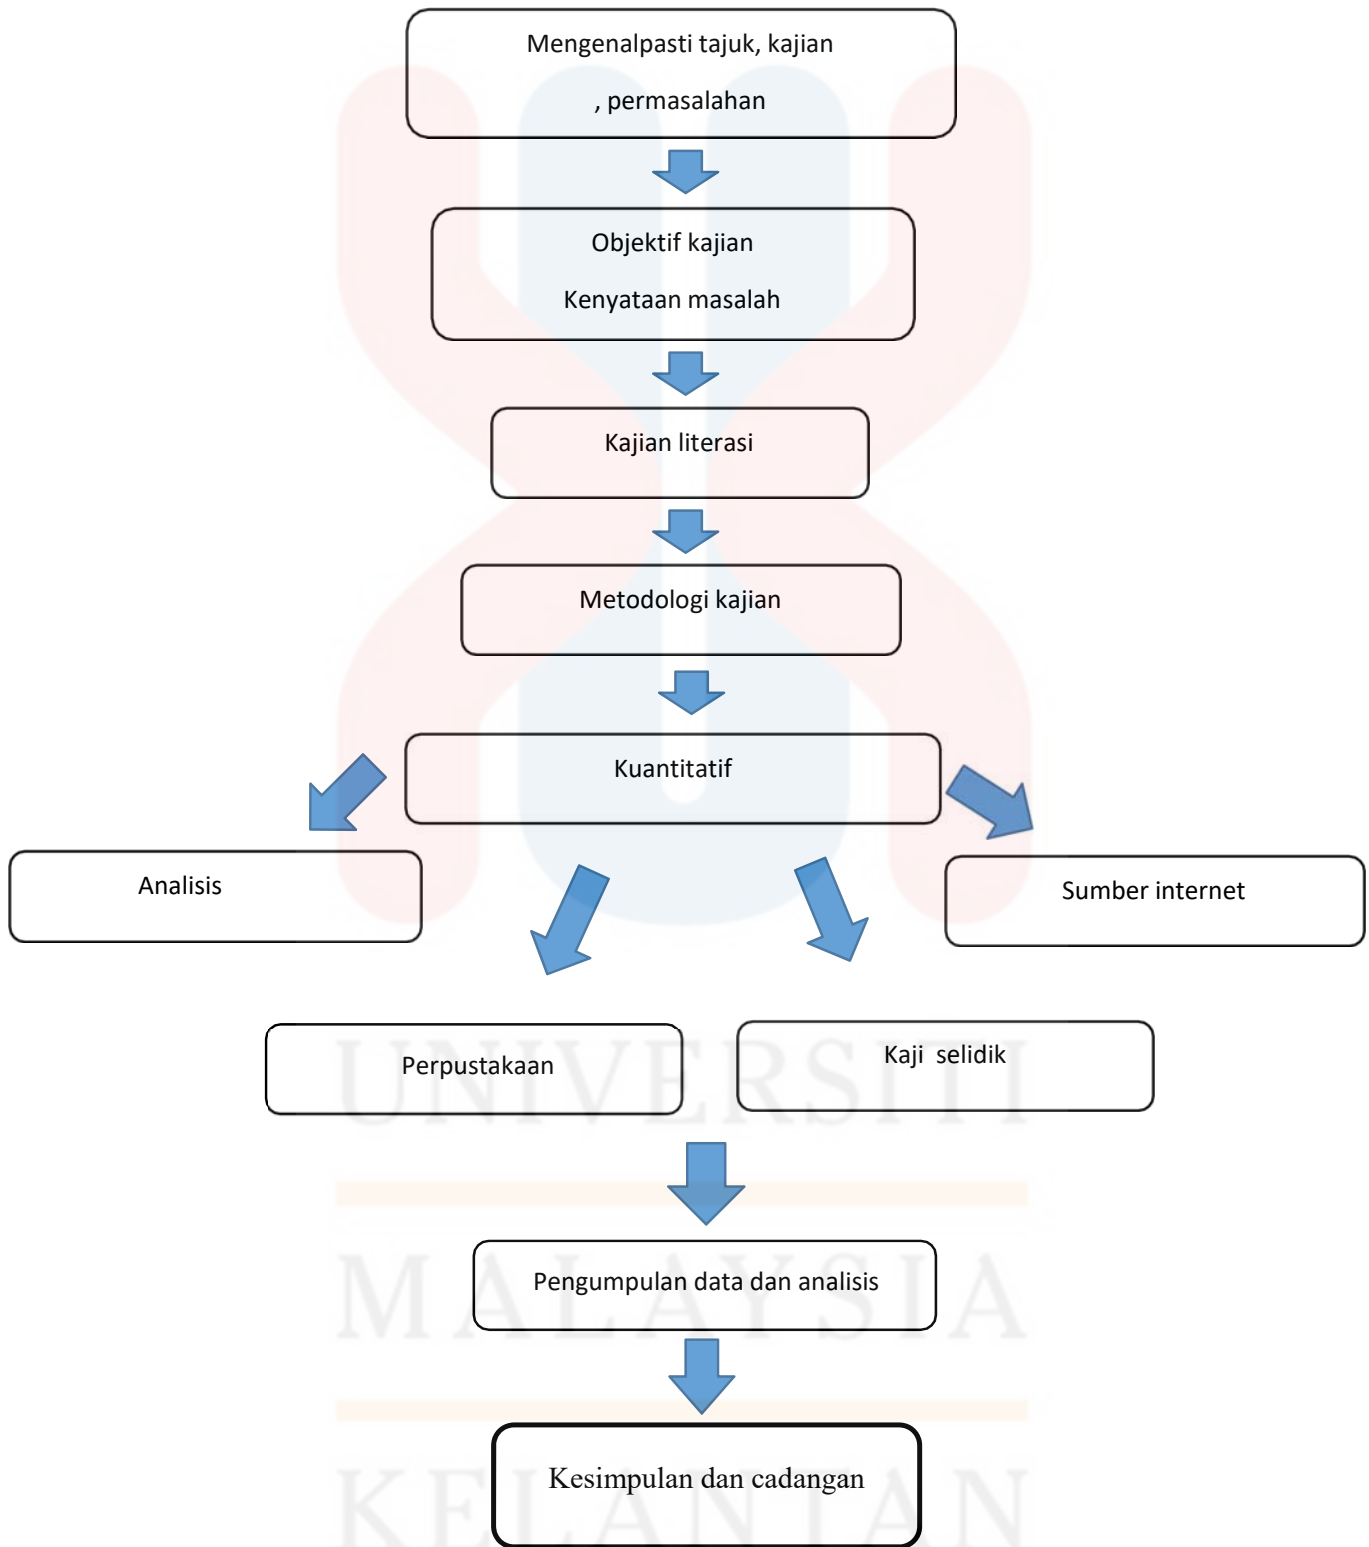 Mengenalpasti tajuk, kajian
, permasalahan
Objektif kajian
Kenyataan masalah
Kajian literasi
Metodologi kajian
Kuantitatif
Analisis
Sumber internet
Perpustakaan
Kaji selidik
UNIVERSITI
Pengumpulan data dan analisis
MALAYSIA
Kesimpulan dan cadangan
KELANTAN